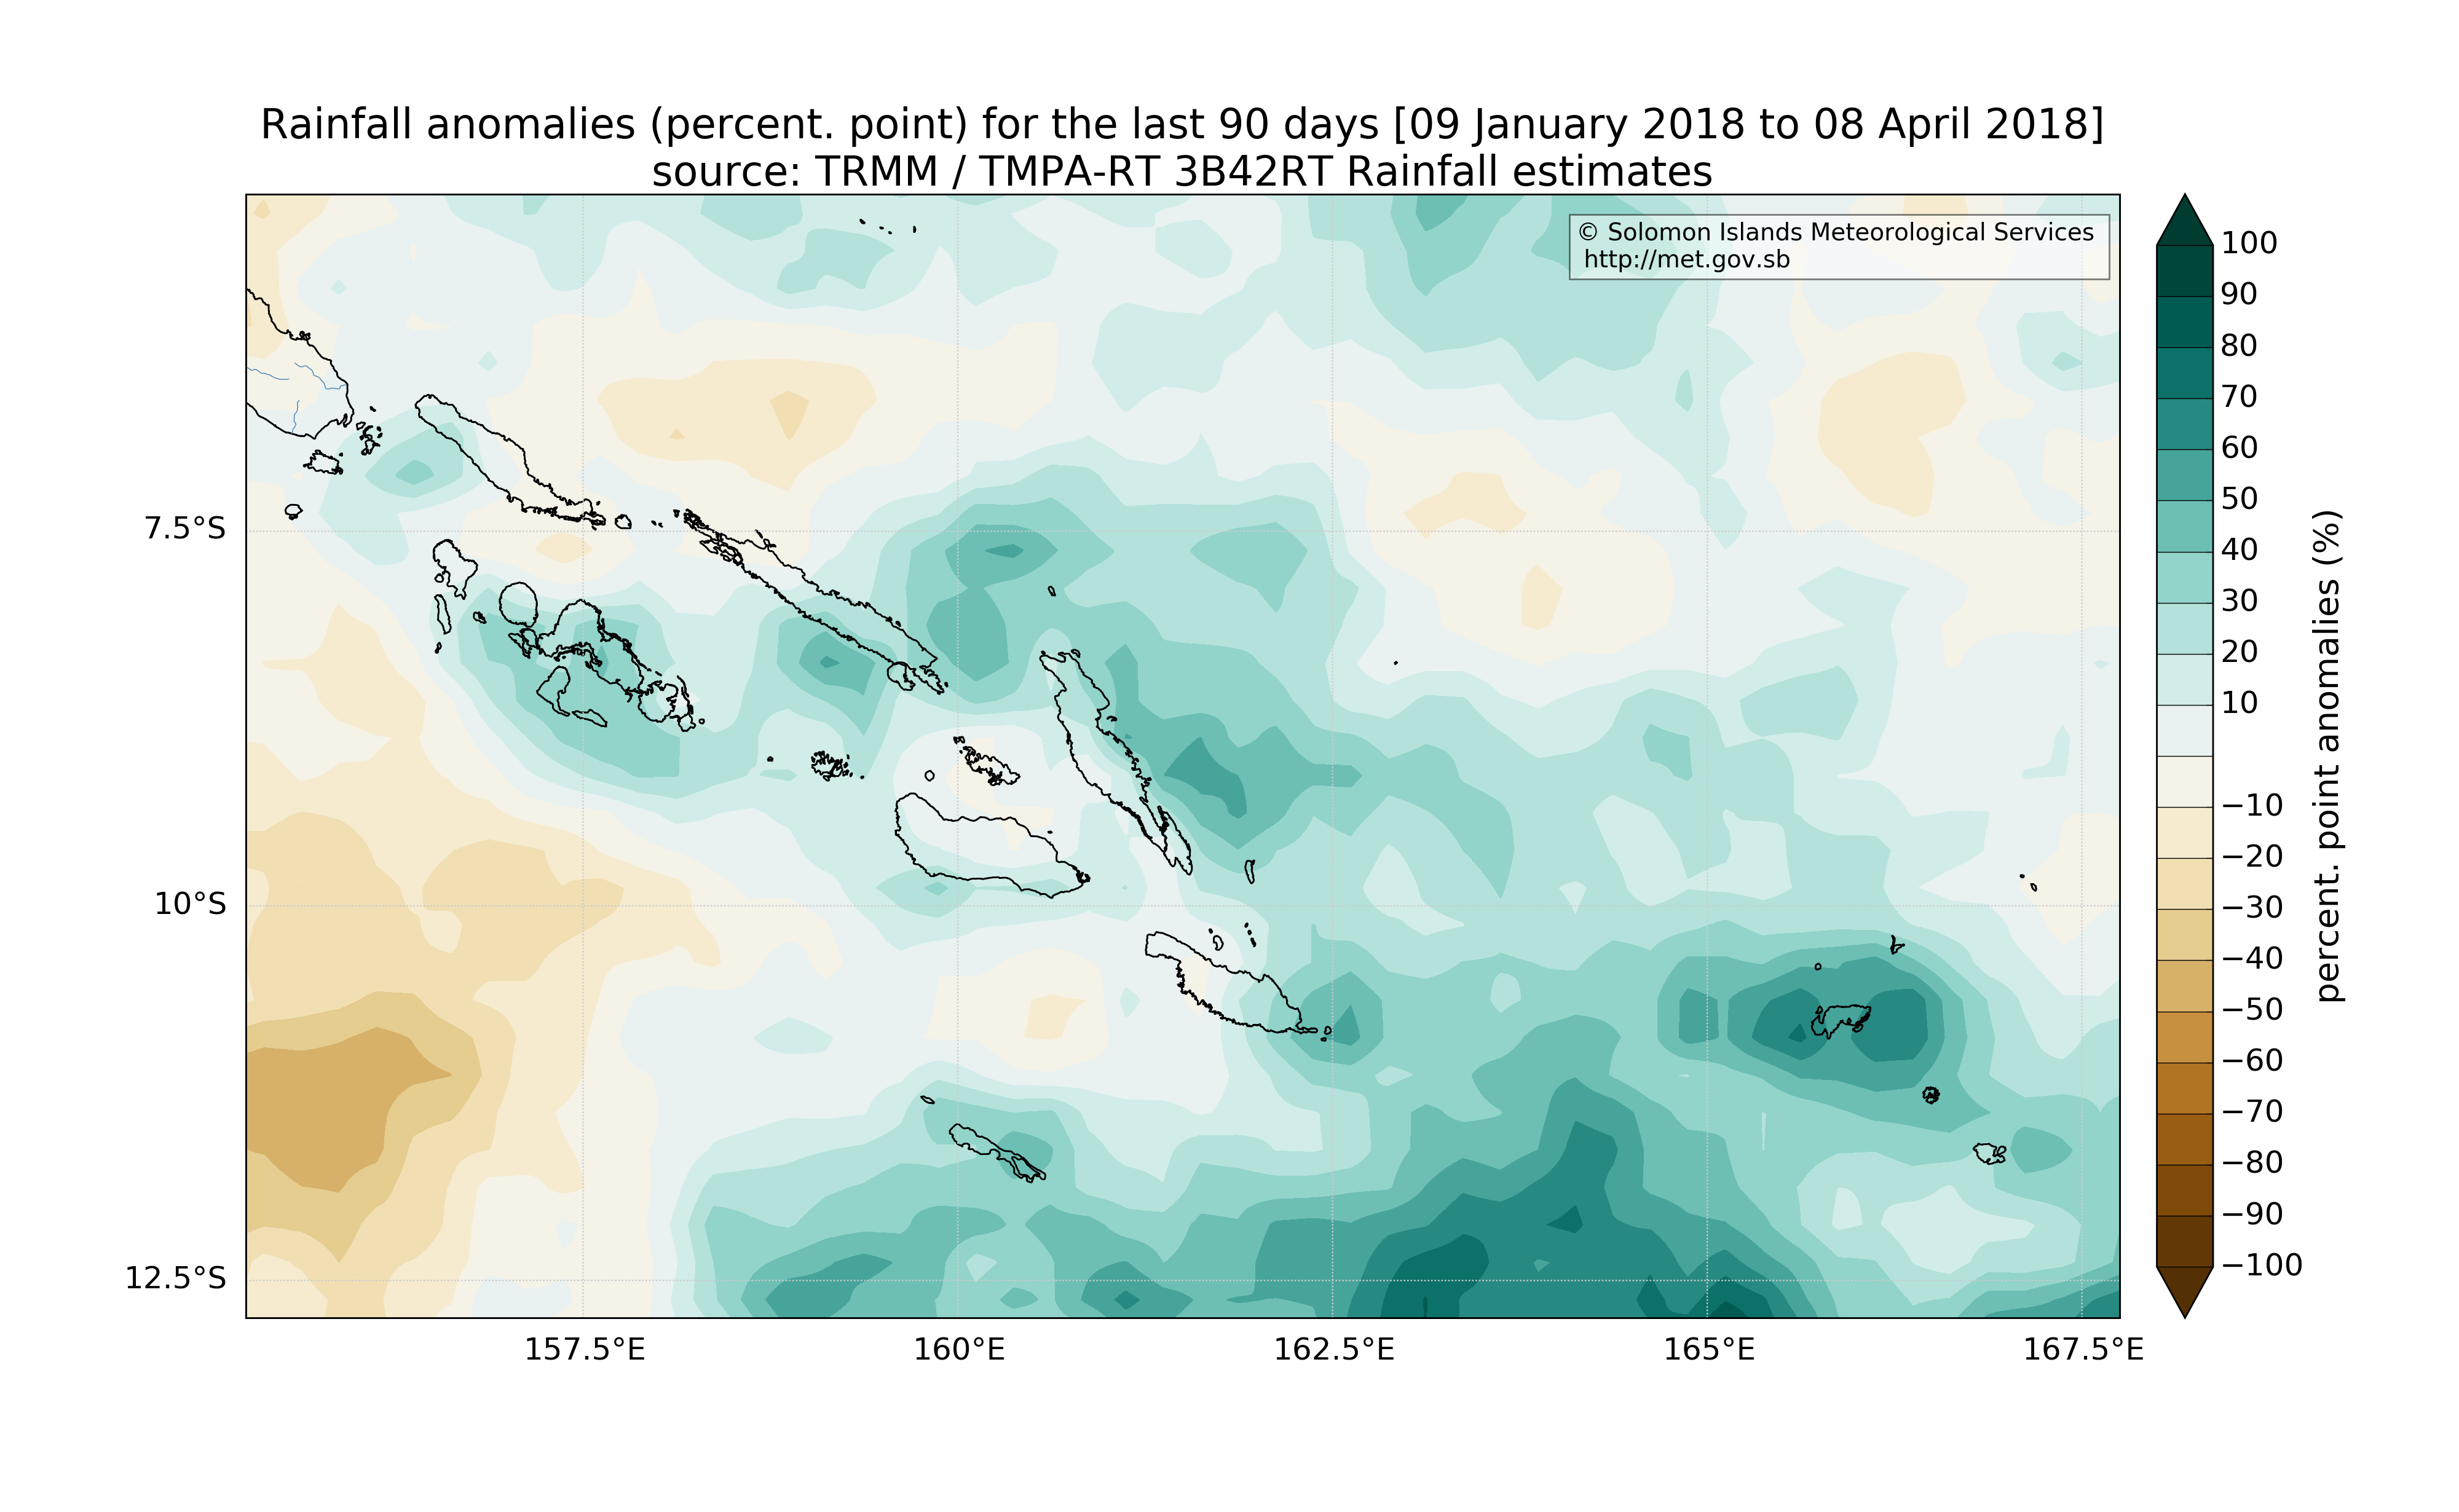 Rainfall anomalies (percent. point) for the last 90 days [09 January 2018 to 08 April 2018]
source: TRMM / TMPA-RT 3B42RT Rainfall estimates
© Solomon Islands Meteorological Services
http://met.gov.sb
7.5°S
10°S
12.5°S
157.5°E
160°E
162.5°E
165°E
167.5°E
100
90
80
70
60
50
40
30
20
10
−10
−20
−30
−40
−50
−60
−70
−80
−90
−100
percent. point anomalies (%)